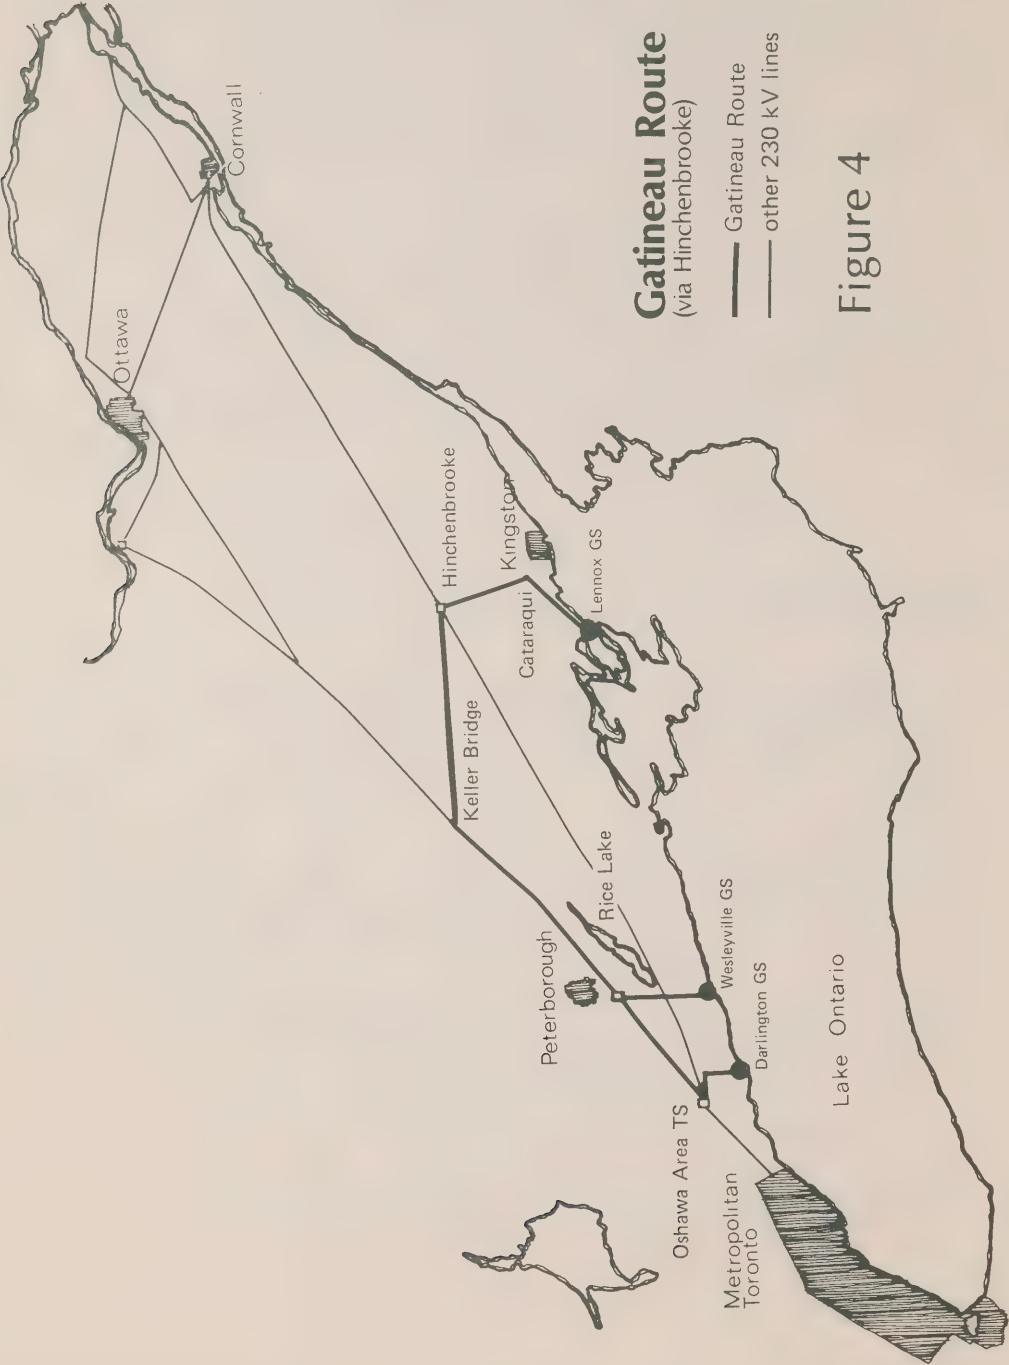 Gatineau Route
(via Hinchenbrooke)
Gatineau Route
other 230 kV lines
Figure 4
Ottawa
Cornwall
Hinchenbrooke
Kingston
Cataraqui
Lennox GS
Keller Bridge
Rice Lake
Peterborough
Wesleyville GS
Darlington GS
Oshawa Area TS
Metropolitan
Toronto
Lake Ontario